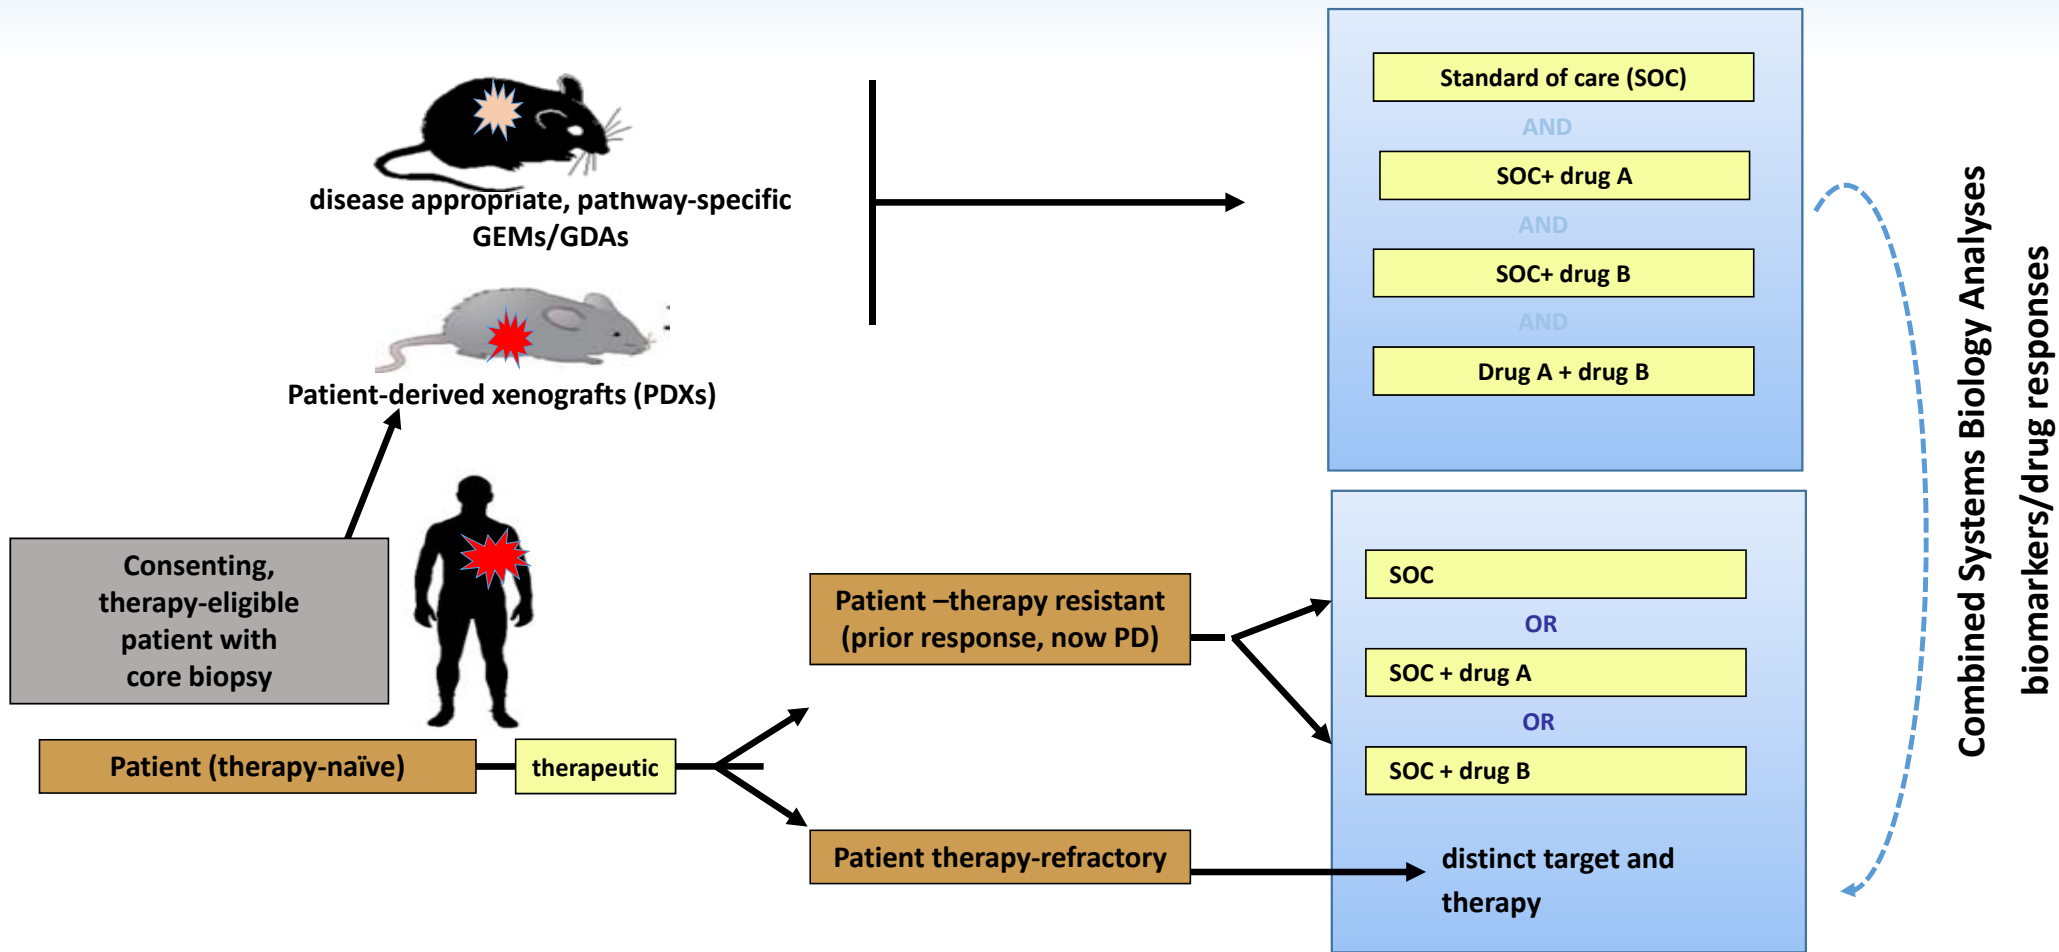 disease appropriate, pathway-specific
GEMs/GDAs
Patient-derived xenografts (PDXs)
Consenting,
therapy-eligible
patient with
core biopsy
Patient (therapy-naïve)
therapeutic
Patient –therapy resistant
(prior response, now PD)
Patient therapy-refractory
Standard of care (SOC)
AND
SOC+ drug A
AND
SOC+ drug B
AND
Drug A + drug B
SOC
OR
SOC + drug A
OR
SOC + drug B
distinct target and
therapy
Combined Systems Biology Analyses
biomarkers/drug responses